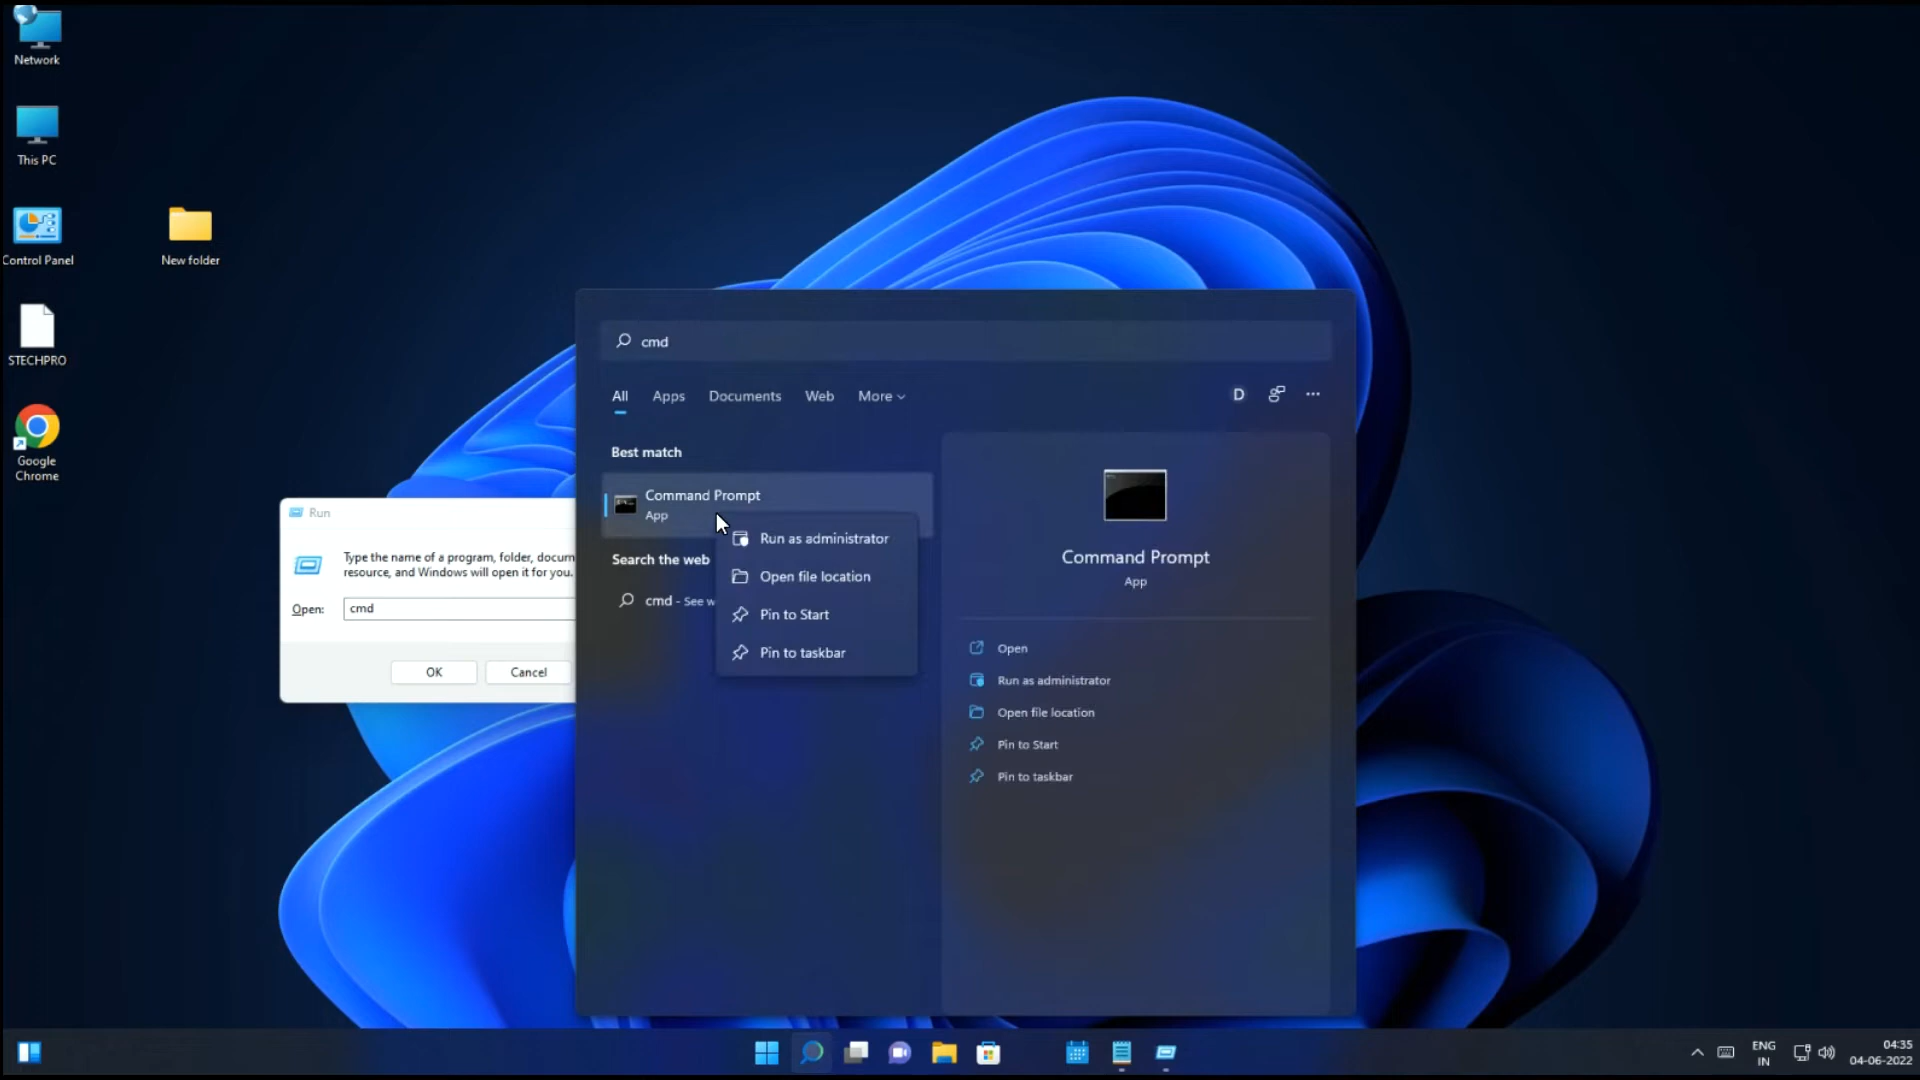 Network
This PC
Control Panel
New folder
STECHPRO
Google
Chrome
Run
Type the name of a program, folder, docum
resource, and Windows will open it for you.
Open:
cmd
OK
Cancel
cmd
All
Apps
Documents
Web
More
D
Best match
Command Prompt
App
Search the web
cmd - See w
Run as administrator
Open file location
Pin to Start
Pin to taskbar
Command Prompt
App
Open
Run as administrator
Open file location
Pin to Start
Pin to taskbar
ENG
IN
04:35
04-06-2022